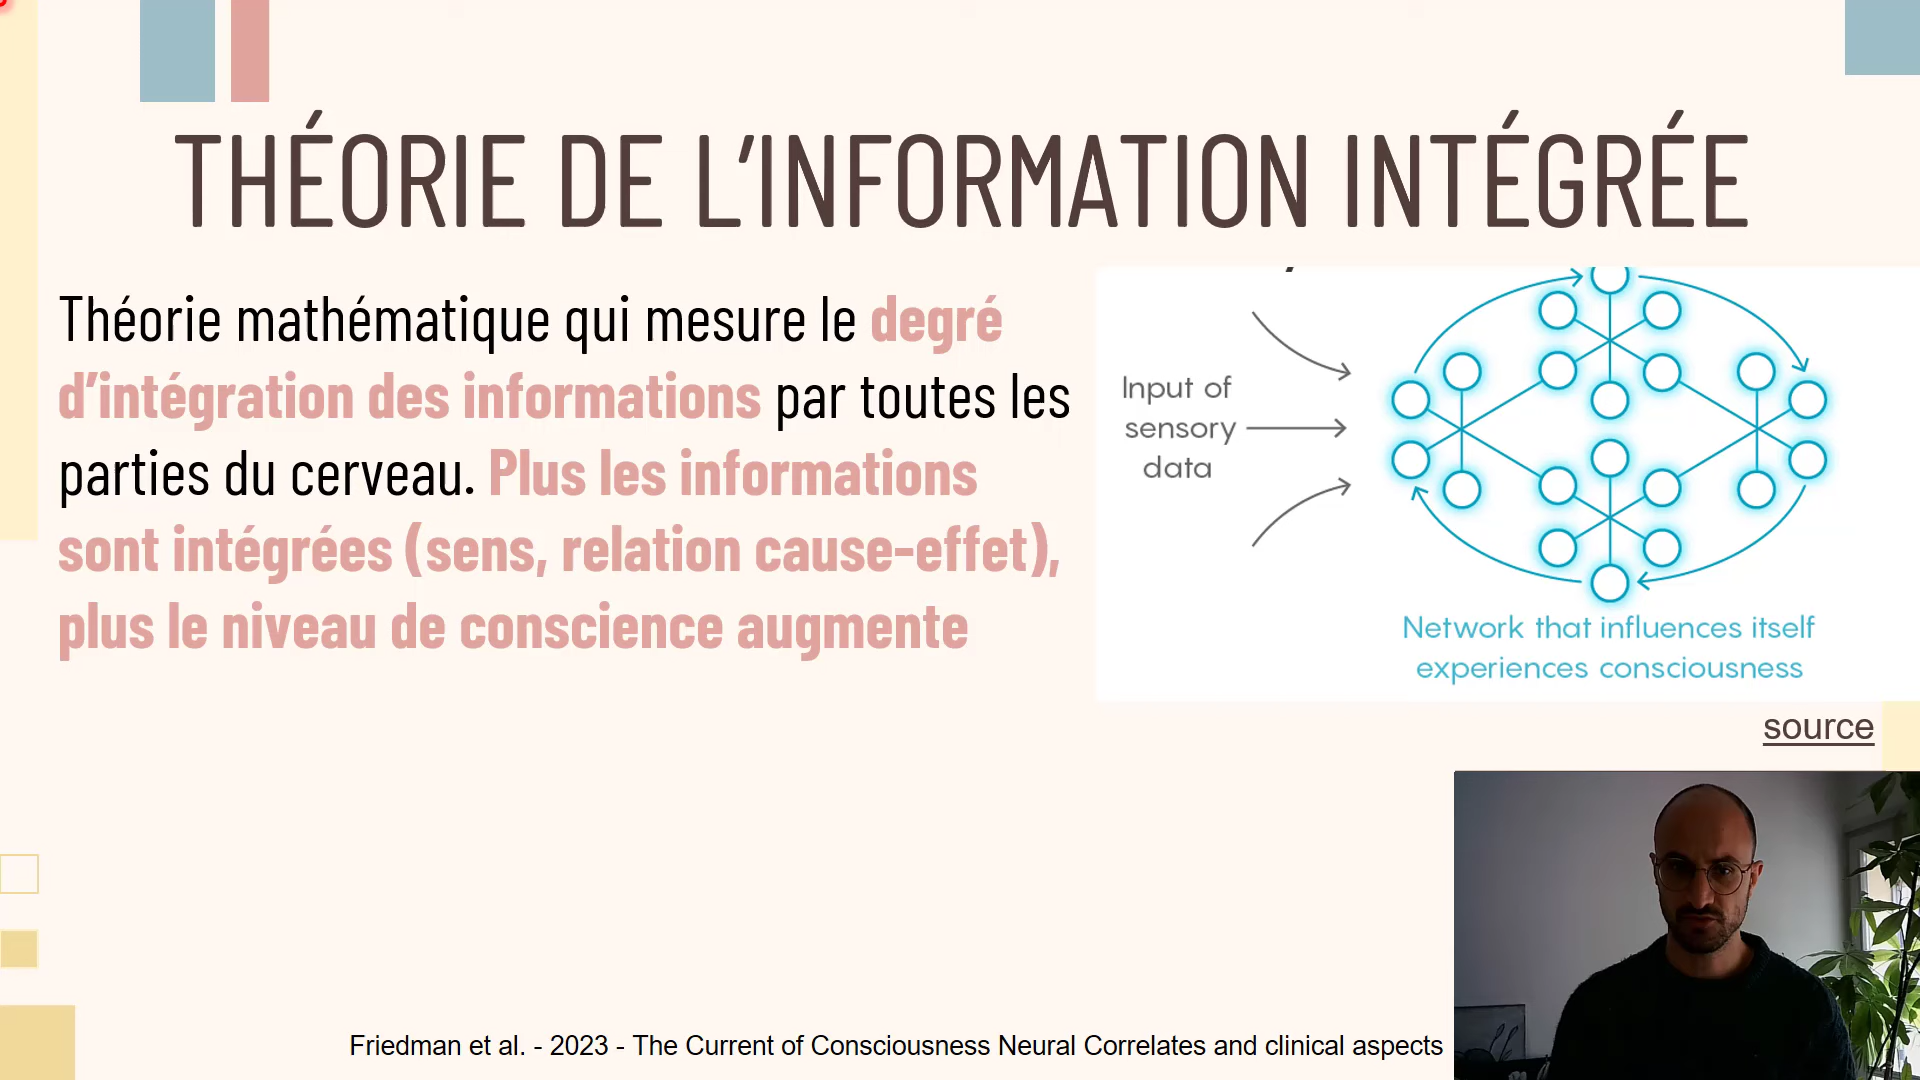 THÉORIE DE L’INFORMATION INTÉGRÉE
Théorie mathématique qui mesure le degré
d’intégration des informations par toutes les
parties du cerveau. Plus les informations
sont intégrées (sens, relation cause-effet),
plus le niveau de conscience augmente
Input of
sensory
data
Network that influences itself
experiences consciousness
source
Friedman et al. - 2023 - The Current of Consciousness Neural Correlates and clinical aspects